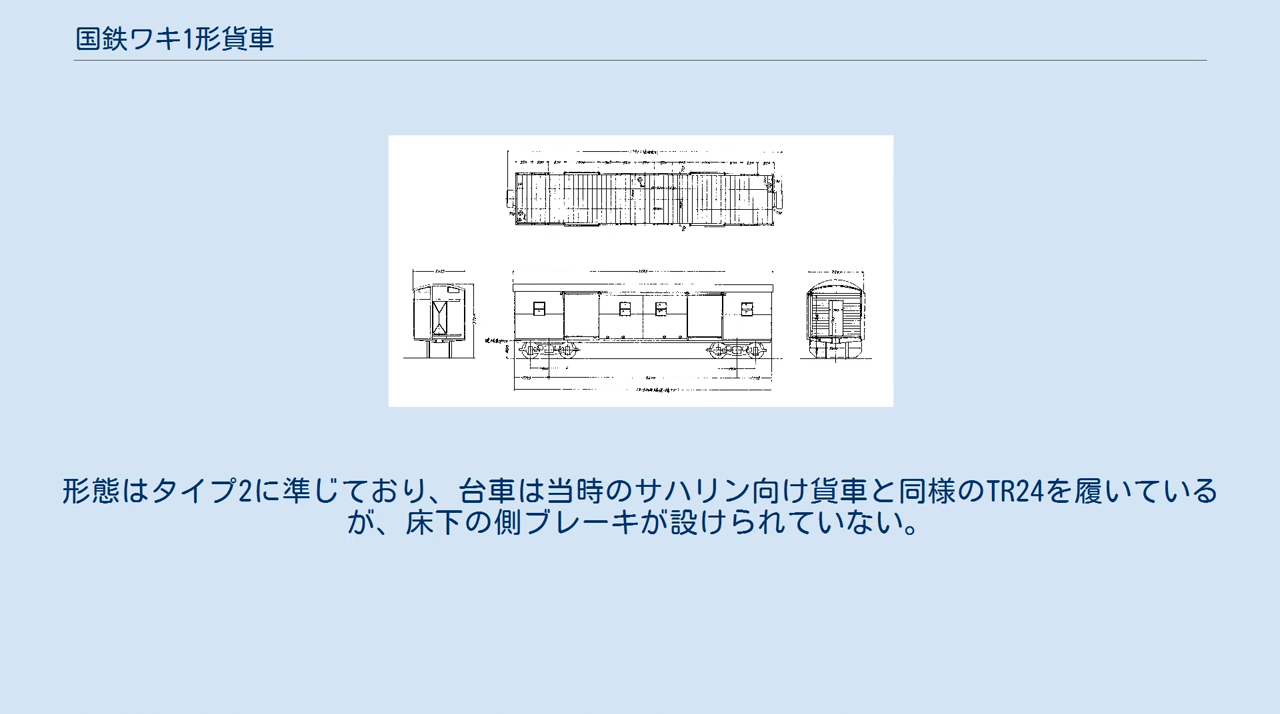 国鉄ワキ1形貨車
形態はタイプ2に準じており、台車は当時のサハリン向け貨車と同様のTR24を履いている
が、床下の側ブレーキが設けられていない。